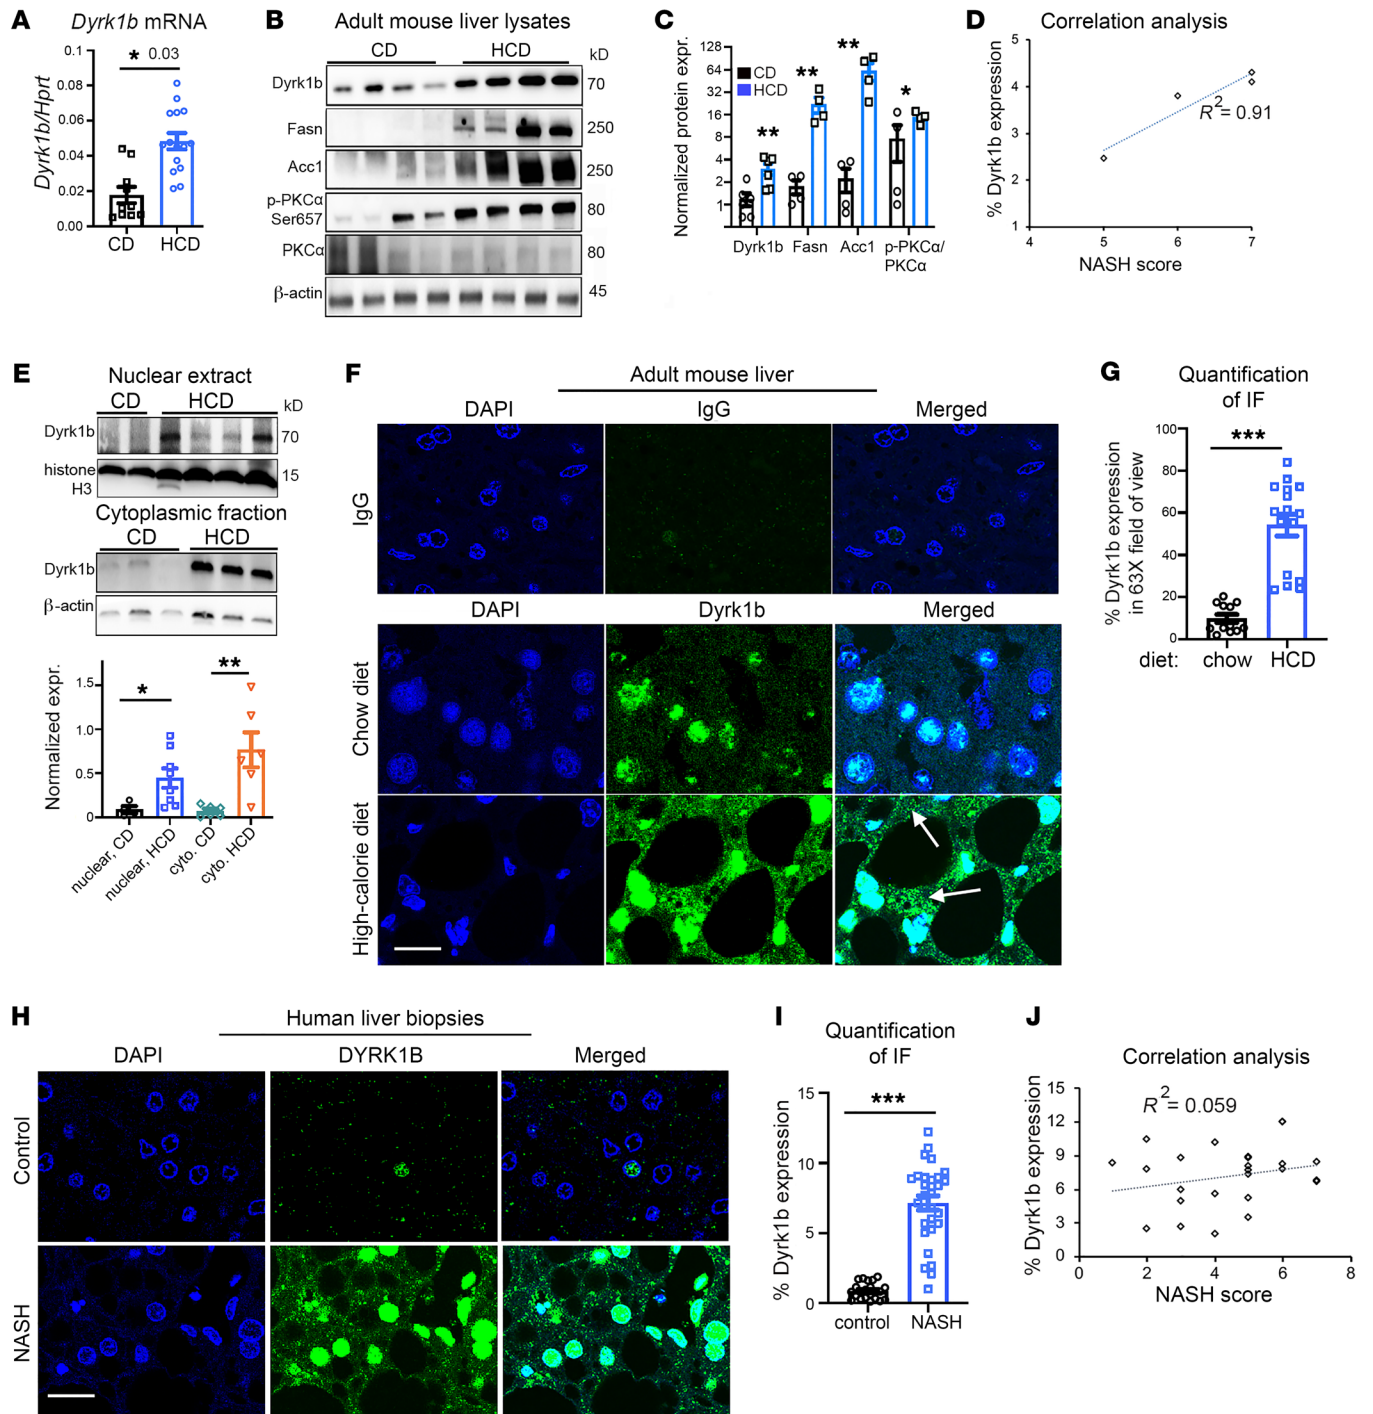 A
Dyrk1b mRNA
Dyrk1b/Hprt
* 0.03
0.1
0.08
0.06
0.04
0.02
0.00
CD
HCD
B
Adult mouse liver lysates
CD
HCD
kD
Dyrk1b
70
Fasn
250
Acc1
250
p-PKCα
Ser657
80
PKCα
80
β-actin
45
C
Normalized protein expr.
128
64
32
16
8
4
2
1
CD
HCD
**
**
**
*
Dyrk1b
Fasn
Acc1
p-PKCα/
PKCα
D
Correlation analysis
% Dyrk1b expression
5
4
3
2
1
R2= 0.91
4
5
6
7
NASH score
E
Nuclear extract
CD
HCD
kD
Dyrk1b
70
histone
H3
15
Cytoplasmic fraction
CD
HCD
Dyrk1b
β-actin
Normalized expr.
1.5
1.0
0.5
0
*
**
nuclear, CD
nuclear, HCD
cyto. CD
cyto. HCD
F
Adult mouse liver
DAPI
IgG
Merged
IgG
DAPI
Dyrk1b
Merged
Chow diet
High-calorie diet
G
Quantification
of IF
% Dyrk1b expression
in 63X field of view
100
80
60
40
20
0
***
diet:
chow
HCD
H
Human liver biopsies
DAPI
DYRK1B
Merged
Control
NASH
I
Quantification
of IF
% Dyrk1b expression
15
10
5
0
***
control
NASH
J
Correlation analysis
% Dyrk1b expression
15
12
9
6
3
0
R2= 0.059
0
2
4
6
8
NASH score